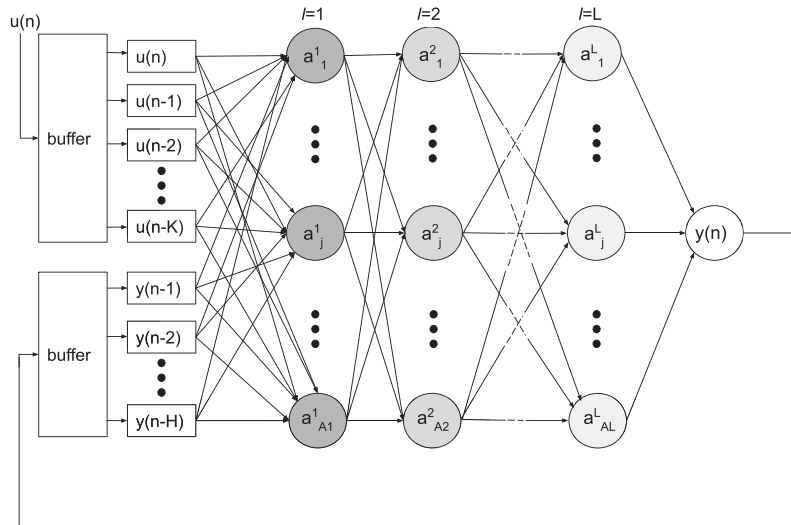 u(n)
buffer
u(n)
u(n-1)
u(n-2)
u(n-K)
buffer
y(n-1)
y(n-2)
y(n-H)
l=1
a¹₁
a¹j
a¹A1
l=2
a²₁
a²j
a²A2
l=L
aᴸ₁
aᴸj
aᴸAL
y(n)